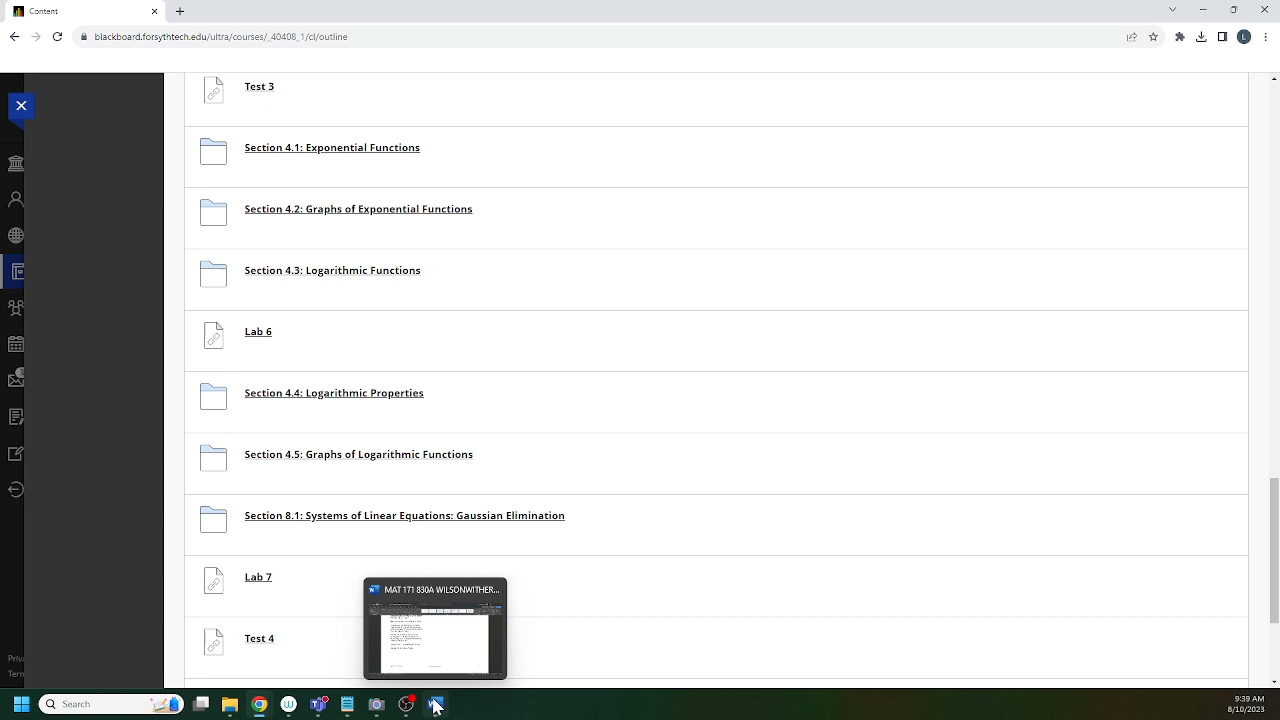 Content
blackboard.forsythtech.edu/ultra/courses/_40408_1/cl/outline
L
Test 3
Section 4.1: Exponential Functions
Section 4.2: Graphs of Exponential Functions
Section 4.3: Logarithmic Functions
Lab 6
Section 4.4: Logarithmic Properties
Section 4.5: Graphs of Logarithmic Functions
Section 8.1: Systems of Linear Equations: Gaussian Elimination
Lab 7
MAT 171 830A WILSONWITHER...
Test 4
Priva
Term
Search
9:39 AM
8/10/2023